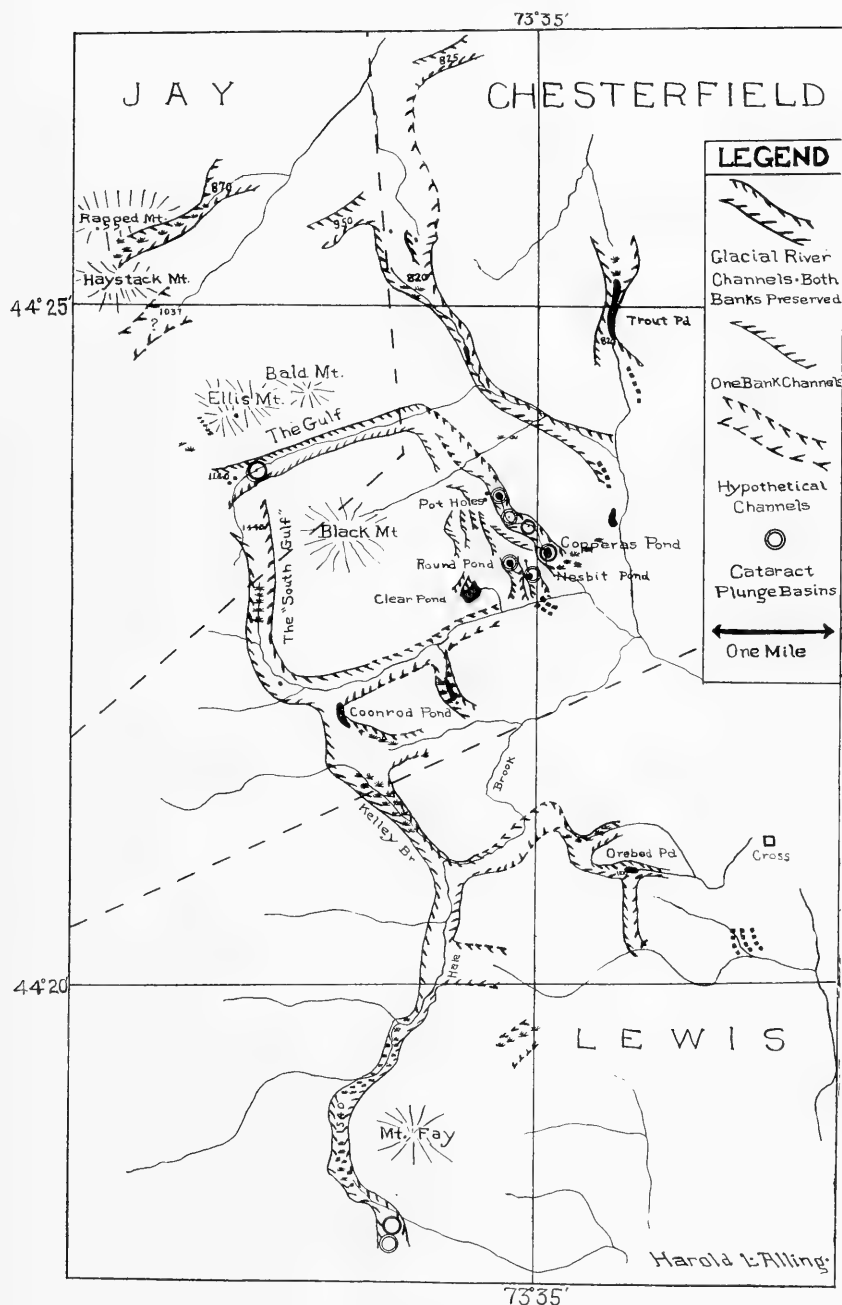 73°35'
JAY
CHESTERFIELD
825
870
Ragged Mt.
Haystack Mt.
950
820
1037
?
44°25'
Trout Pd
82
LEGEND
Glacial River
Channels · Both
Banks Preserved
One Bank Channels
Hypothetical
Channels
Cataract
Plunge Basins
One Mile
Bald Mt.
Ellis Mt.
The Gulf
Pot Holes
Black Mt
The "South Gulf"
Copperas Pond
Round Pond
Nesbit Pond
Clear Pond
Coonrod Pond
Brook
Kelley Br
Orebed Pd
Cross
Hale
44°20'
LEWIS
540
Mt. Fay
Harold L. Alling.
73°35'